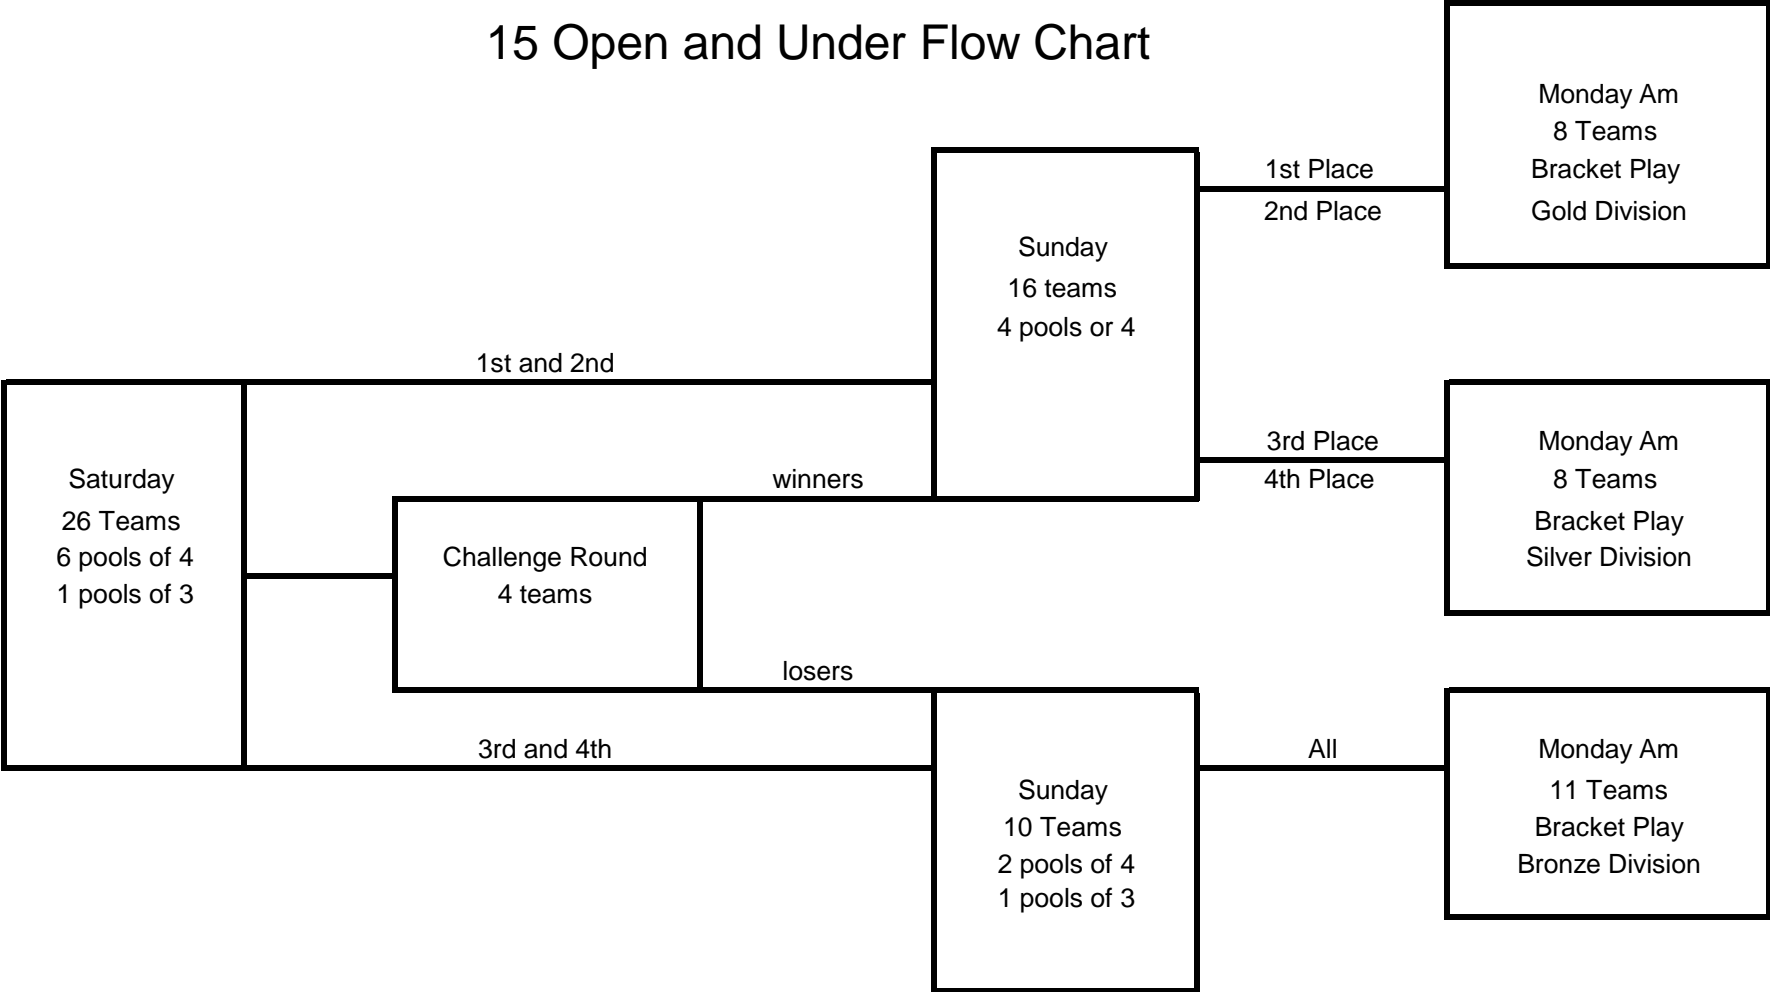 15 Open and Under Flow Chart
Monday Am
8 Teams
Bracket Play
Gold Division
1st Place
2nd Place
Sunday
16 teams
4 pools or 4
1st and 2nd
Saturday
26 Teams
6 pools of 4
1 pools of 3
winners
Challenge Round
4 teams
losers
3rd and 4th
3rd Place
4th Place
Monday Am
8 Teams
Bracket Play
Silver Division
Sunday
10 Teams
2 pools of 4
1 pools of 3
All
Monday Am
11 Teams
Bracket Play
Bronze Division